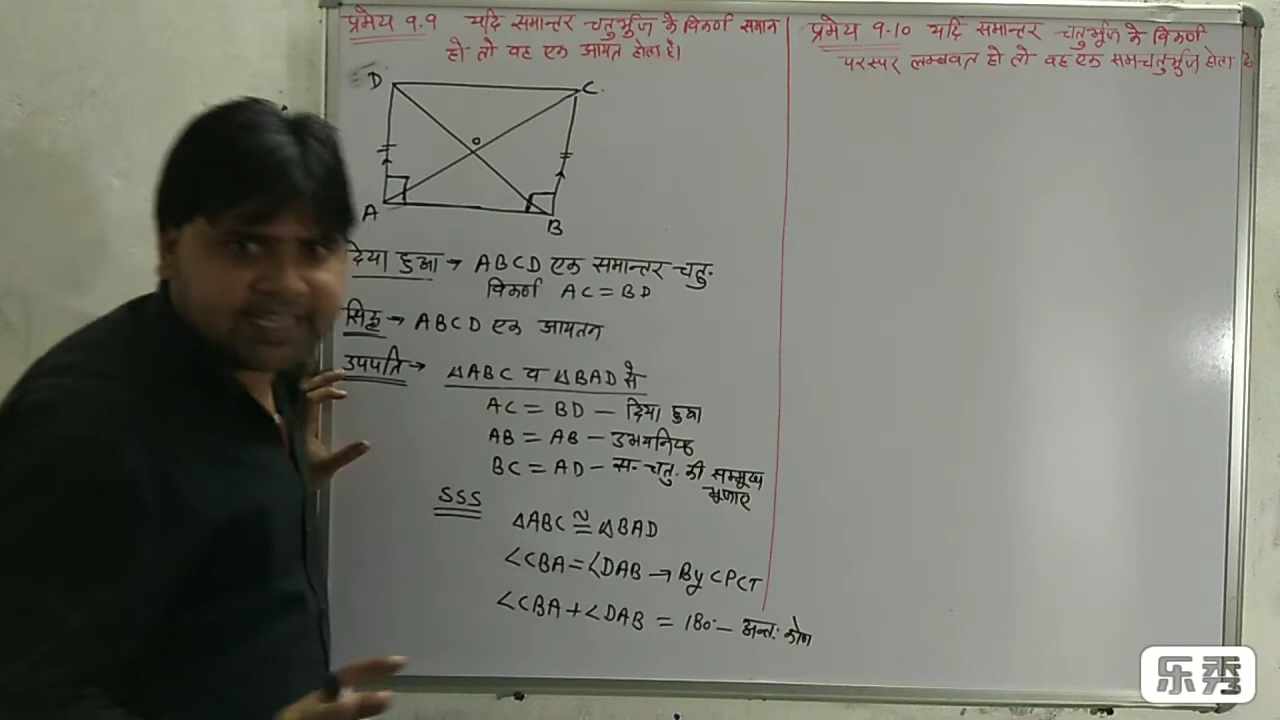 प्रमेय 9.9 यदि समान्तर चतुर्भुज के विकर्ण समान
हो तो वह एक आयत होता है।
D
C
O
A
B
दिया हुआ → ABCD एक समान्तर चतु.
विकर्ण AC = BD
सिद्ध → ABCD एक आयतन
उपपति → ΔABC व ΔBAD से
AC = BD – दिया हुआ
AB = AB – उभयनिष्ठ
BC = AD – स. चतु. की सम्मुख
भुजाएं
SSS
ΔABC ≅ ΔBAD
∠CBA = ∠DAB → By CPCT
∠CBA + ∠DAB = 180° – अन्त: कोण
प्रमेय 9.10 यदि समान्तर चतुर्भुज के विकर्ण
परस्पर लम्बवत हो तो वह एक समचतुर्भुज होता है
乐秀